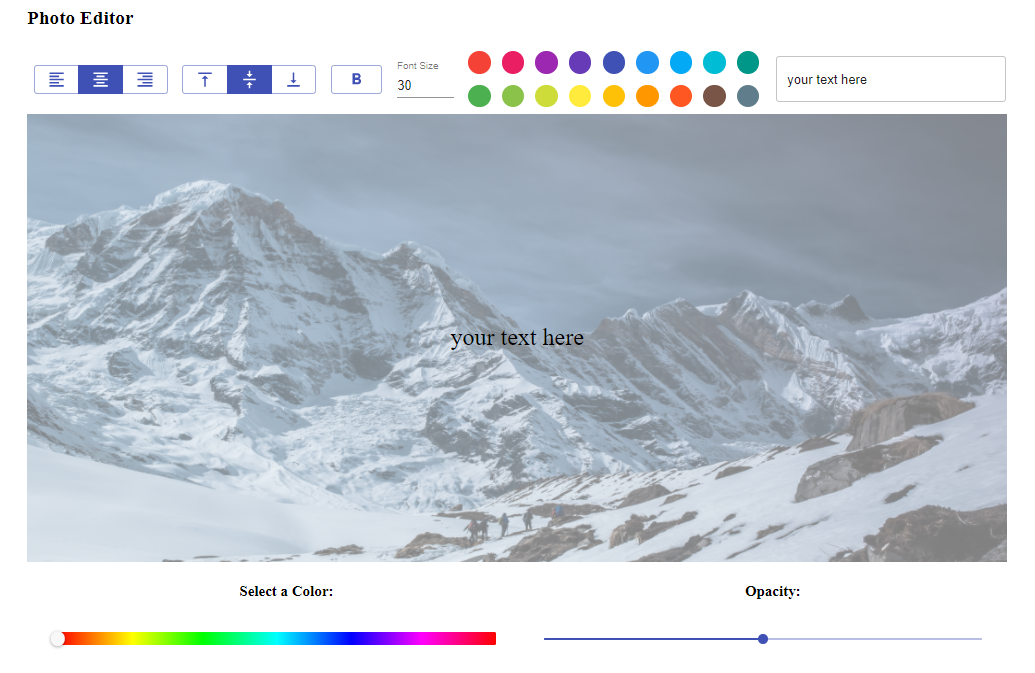 Photo Editor
B
Font Size
30
your text here
your text here
Select a Color:
Opacity: